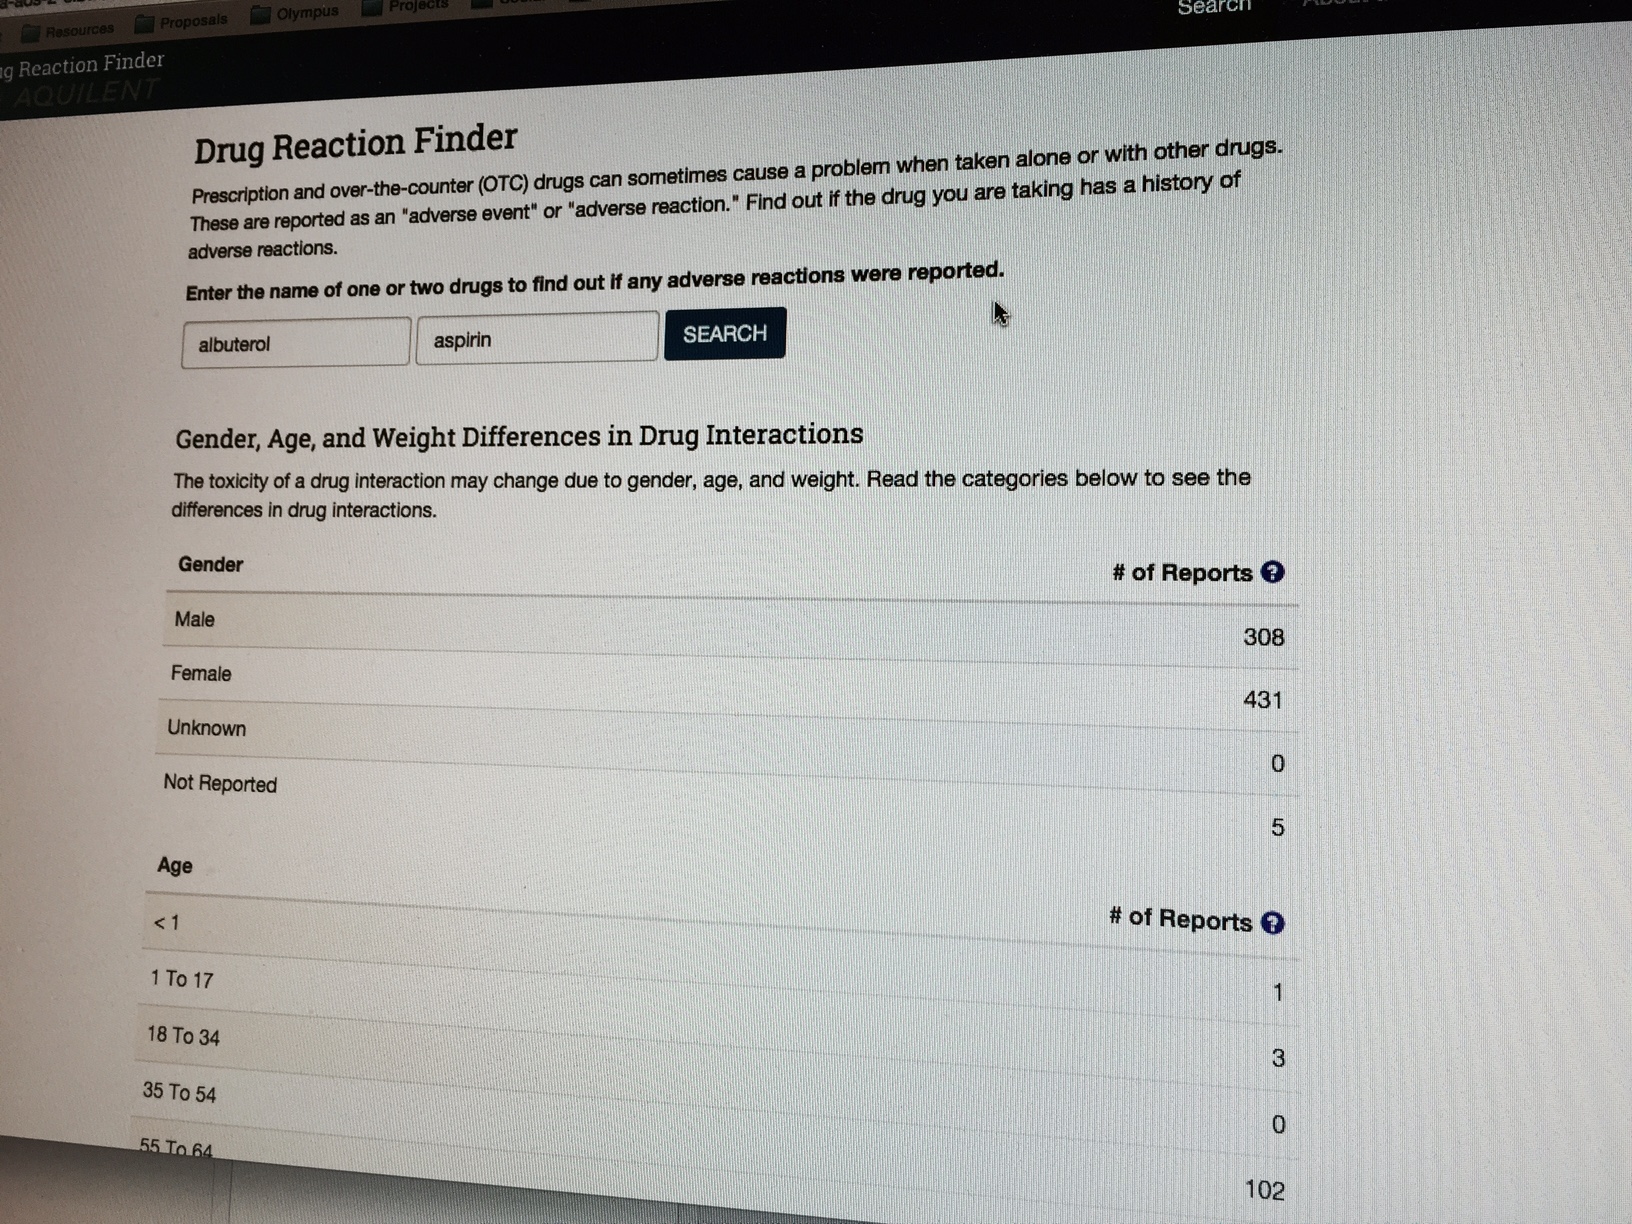 Resources Proposals Olympus Projects
Search
Reaction Finder
AQUILENT
Drug Reaction Finder
Prescription and over-the-counter (OTC) drugs can sometimes cause a problem when taken alone or with other drugs.
These are reported as an "adverse event" or "adverse reaction." Find out if the drug you are taking has a history of
adverse reactions.
Enter the name of one or two drugs to find out if any adverse reactions were reported.
albuterol aspirin SEARCH
Gender, Age, and Weight Differences in Drug Interactions
The toxicity of a drug interaction may change due to gender, age, and weight. Read the categories below to see the
differences in drug interactions.
Gender # of Reports ?
Male 308
Female 431
Unknown 0
Not Reported 5
Age # of Reports ?
< 1 1
1 To 17 3
18 To 34 0
35 To 54 102
55 To 64